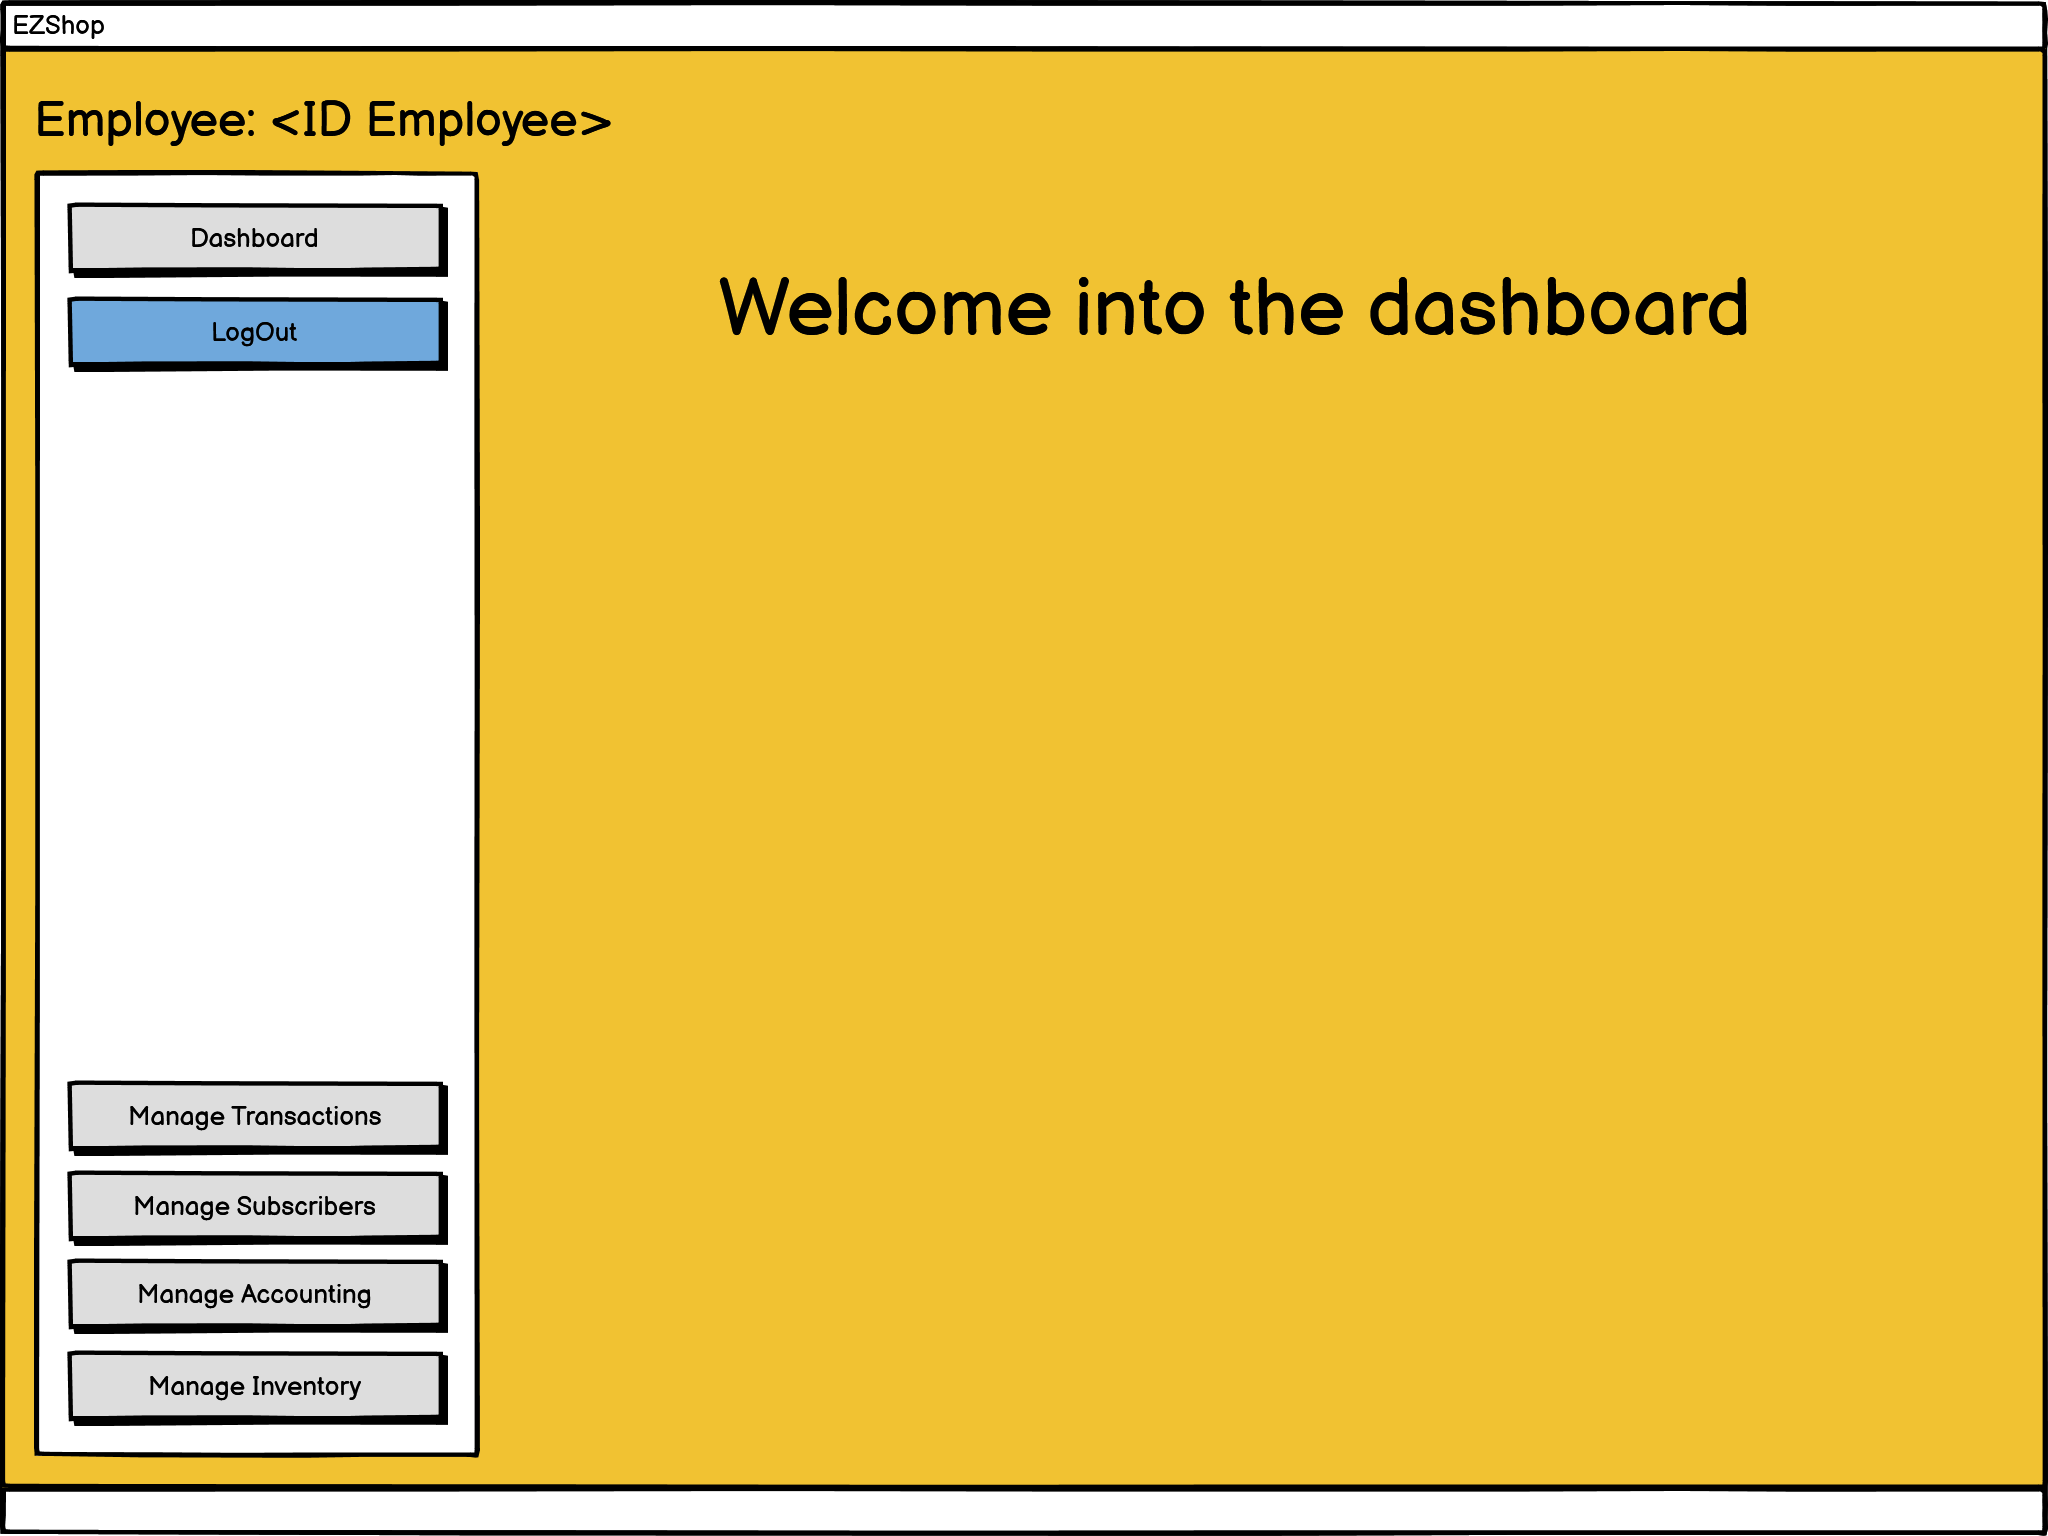 EZShop
Employee: <ID Employee>
Dashboard
LogOut
Welcome into the dashboard
Manage Transactions
Manage Subscribers
Manage Accounting
Manage Inventory